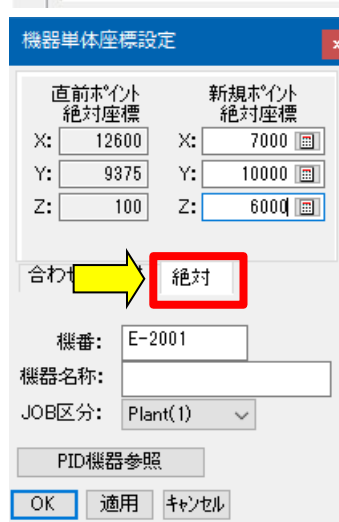 機器単体座標設定
直前ﾎﾟｲﾝﾄ 新規ﾎﾟｲﾝﾄ
絶対座標 絶対座標
X: 12600 X: 7000
Y: 9375 Y: 10000
Z: 100 Z: 6000
合わせ 絶対
機番: E-2001
機器名称:
JOB区分: Plant(1)
PID機器参照
OK 適用 ｷｬﾝｾﾙ